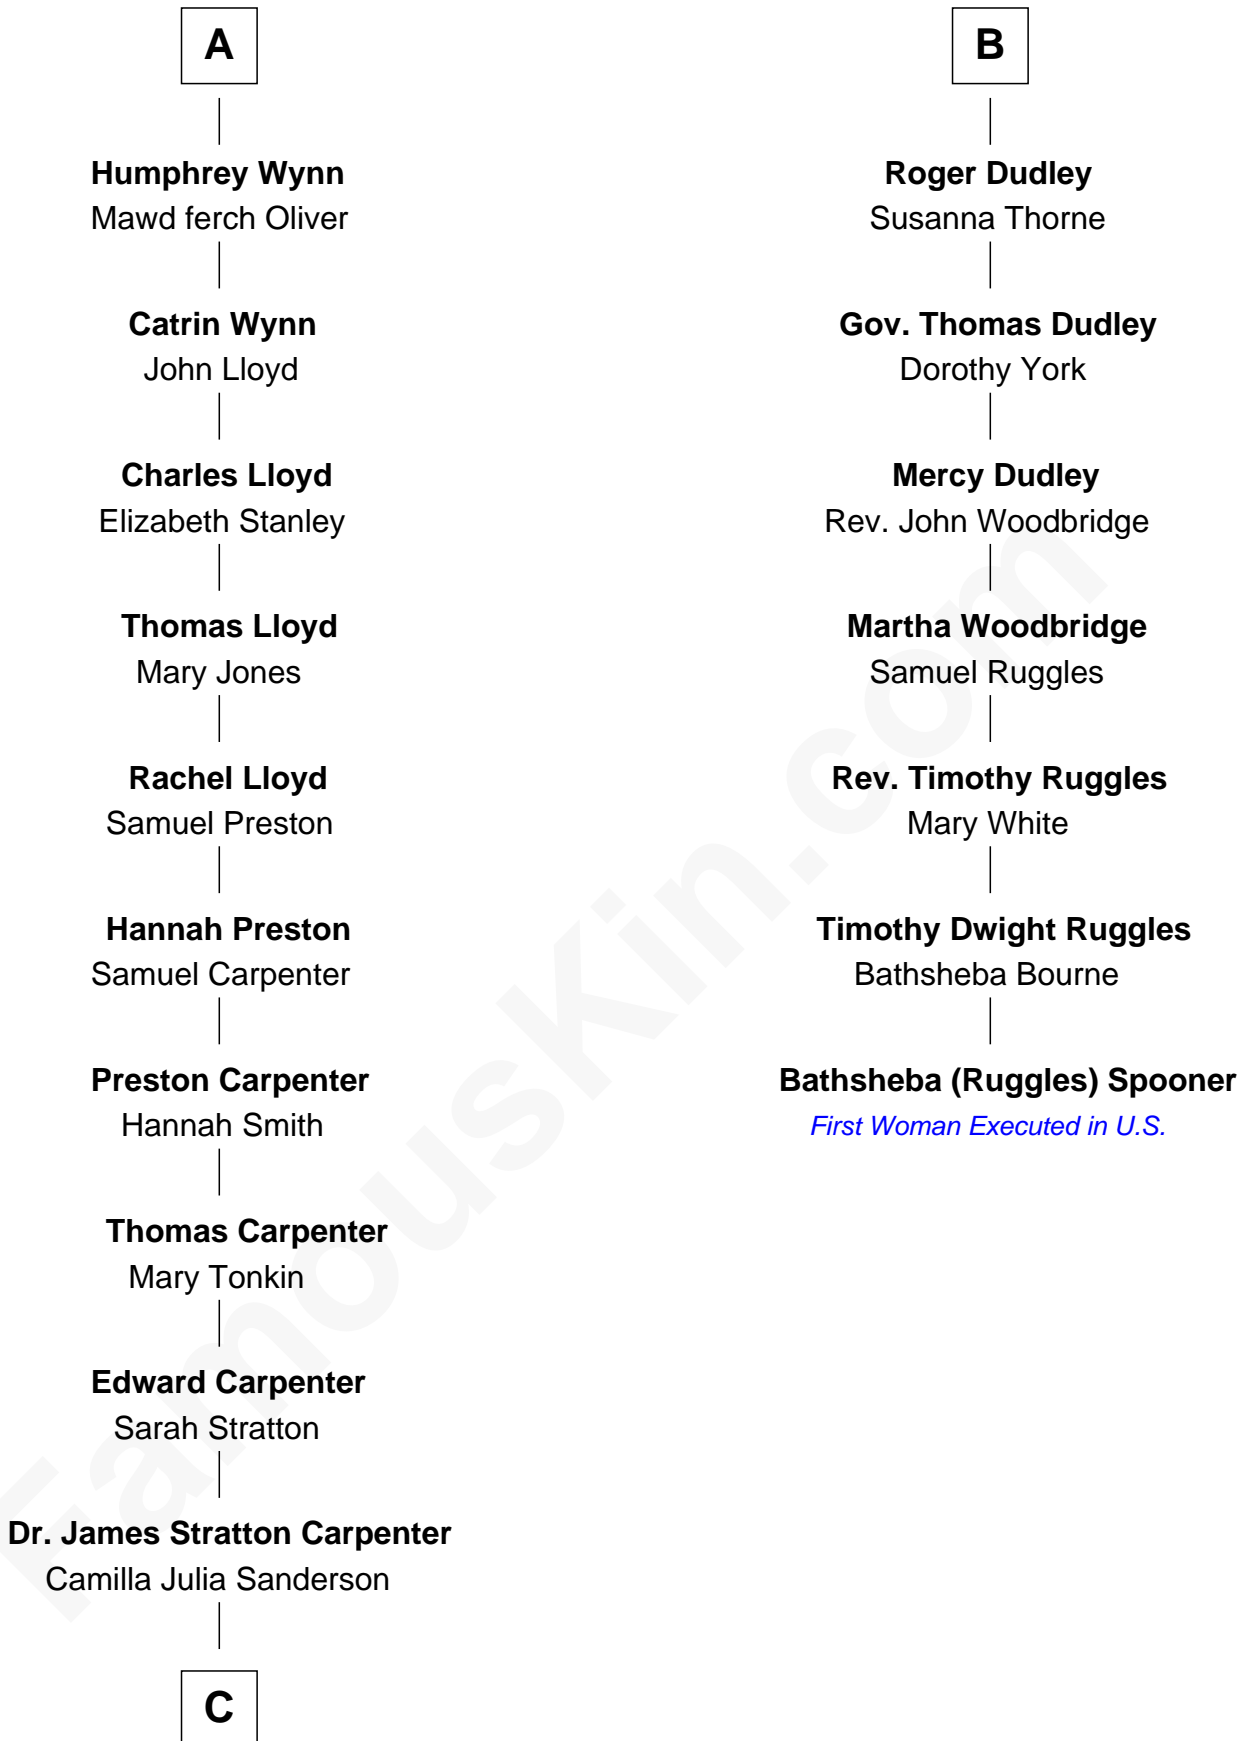 A
Humphrey Wynn
Mawd ferch Oliver
Catrin Wynn
John Lloyd
Charles Lloyd
Elizabeth Stanley
Thomas Lloyd
Mary Jones
Rachel Lloyd
Samuel Preston
Hannah Preston
Samuel Carpenter
Preston Carpenter
Hannah Smith
Thomas Carpenter
Mary Tonkin
Edward Carpenter
Sarah Stratton
Dr. James Stratton Carpenter
Camilla Julia Sanderson
C
B
Roger Dudley
Susanna Thorne
Gov. Thomas Dudley
Dorothy York
Mercy Dudley
Rev. John Woodbridge
Martha Woodbridge
Samuel Ruggles
Rev. Timothy Ruggles
Mary White
Timothy Dwight Ruggles
Bathsheba Bourne
Bathsheba (Ruggles) Spooner
First Woman Executed in U.S.
FamousKin.com